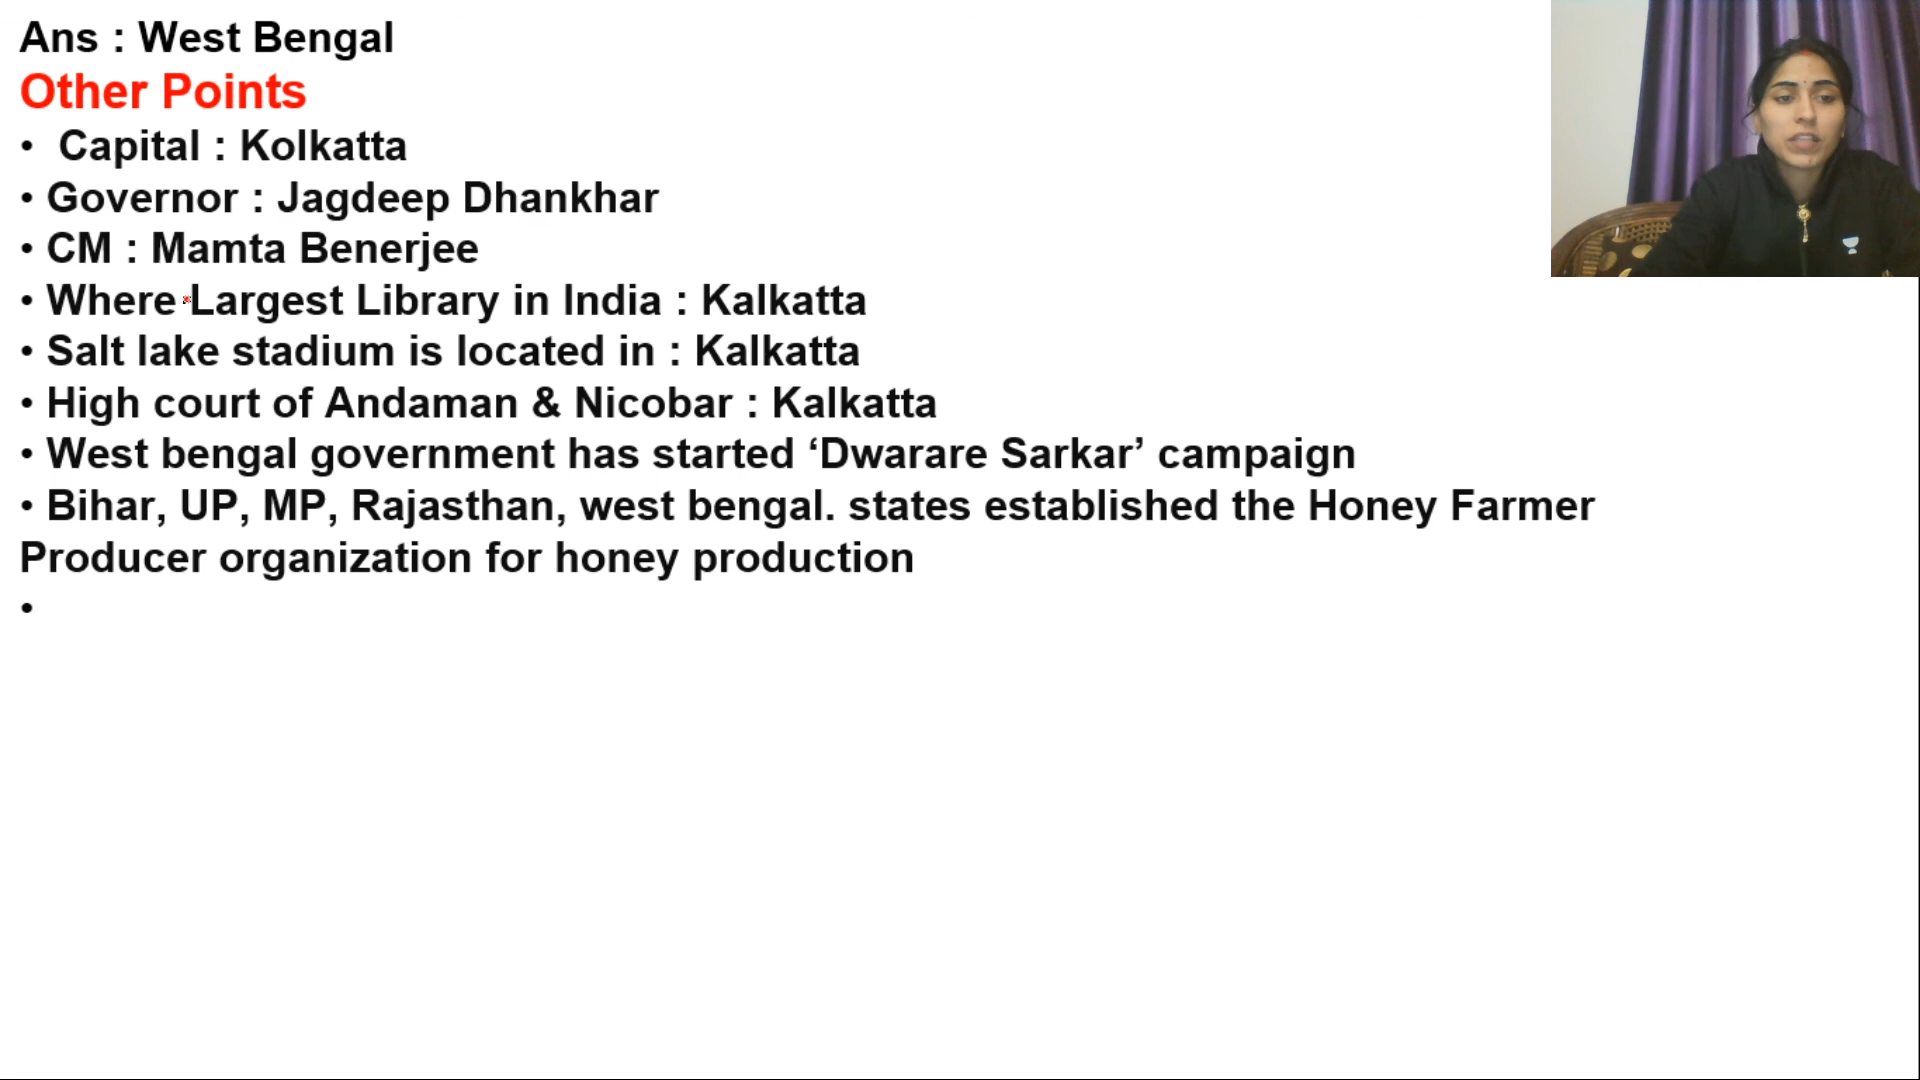 Ans : West Bengal
Other Points
• Capital : Kolkatta
• Governor : Jagdeep Dhankhar
• CM : Mamta Benerjee
• Where Largest Library in India : Kalkatta
• Salt lake stadium is located in : Kalkatta
• High court of Andaman & Nicobar : Kalkatta
• West bengal government has started ‘Dwarare Sarkar’ campaign
• Bihar, UP, MP, Rajasthan, west bengal. states established the Honey Farmer
Producer organization for honey production
•